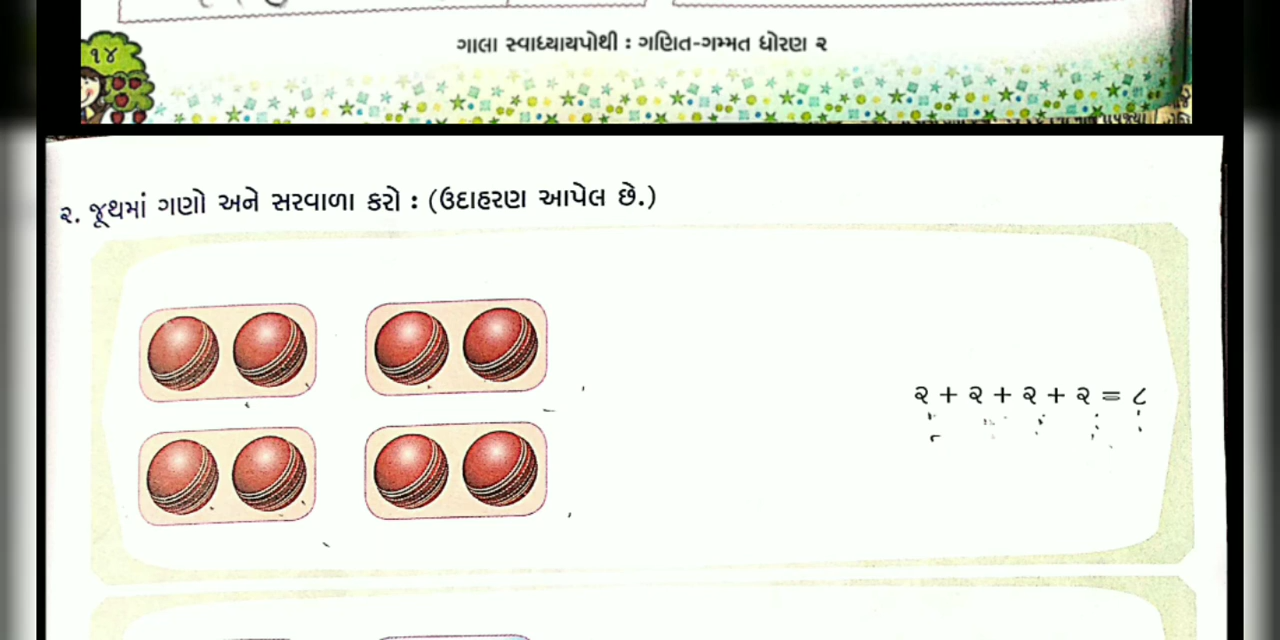 ગાલા સ્વાધ્યાયપોથી : ગણિત-ગમ્મત ધોરણ ૨
૧૪
૨. જૂથમાં ગણો અને સરવાળા કરો : (ઉદાહરણ આપેલ છે.)
૨ + ૨ + ૨ + ૨ = ૮